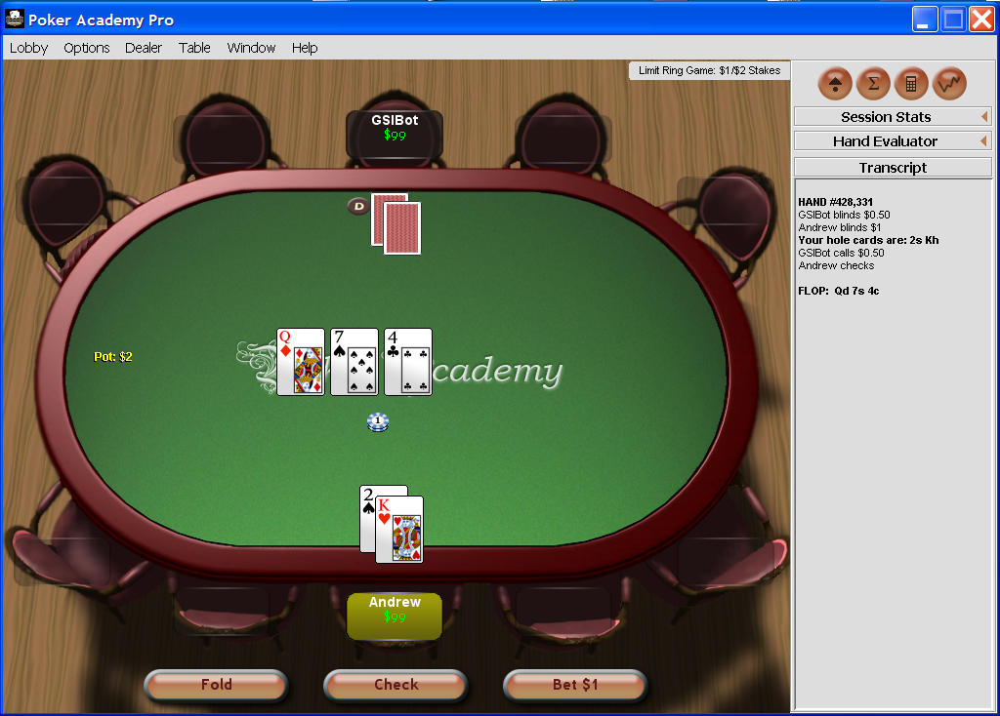 Poker Academy Pro
Lobby Options Dealer Table Window Help
Limit Ring Game: $1/$2 Stakes
GSIBot
$99
D
Pot: $2
Q 7 4
cademy
1
2 K
Andrew
$99
Fold Check Bet $1
Σ
Session Stats
Hand Evaluator
Transcript
HAND #428,331
GSIBot blinds $0.50
Andrew blinds $1
Your hole cards are: 2s Kh
GSIBot calls $0.50
Andrew checks
FLOP: Qd 7s 4c